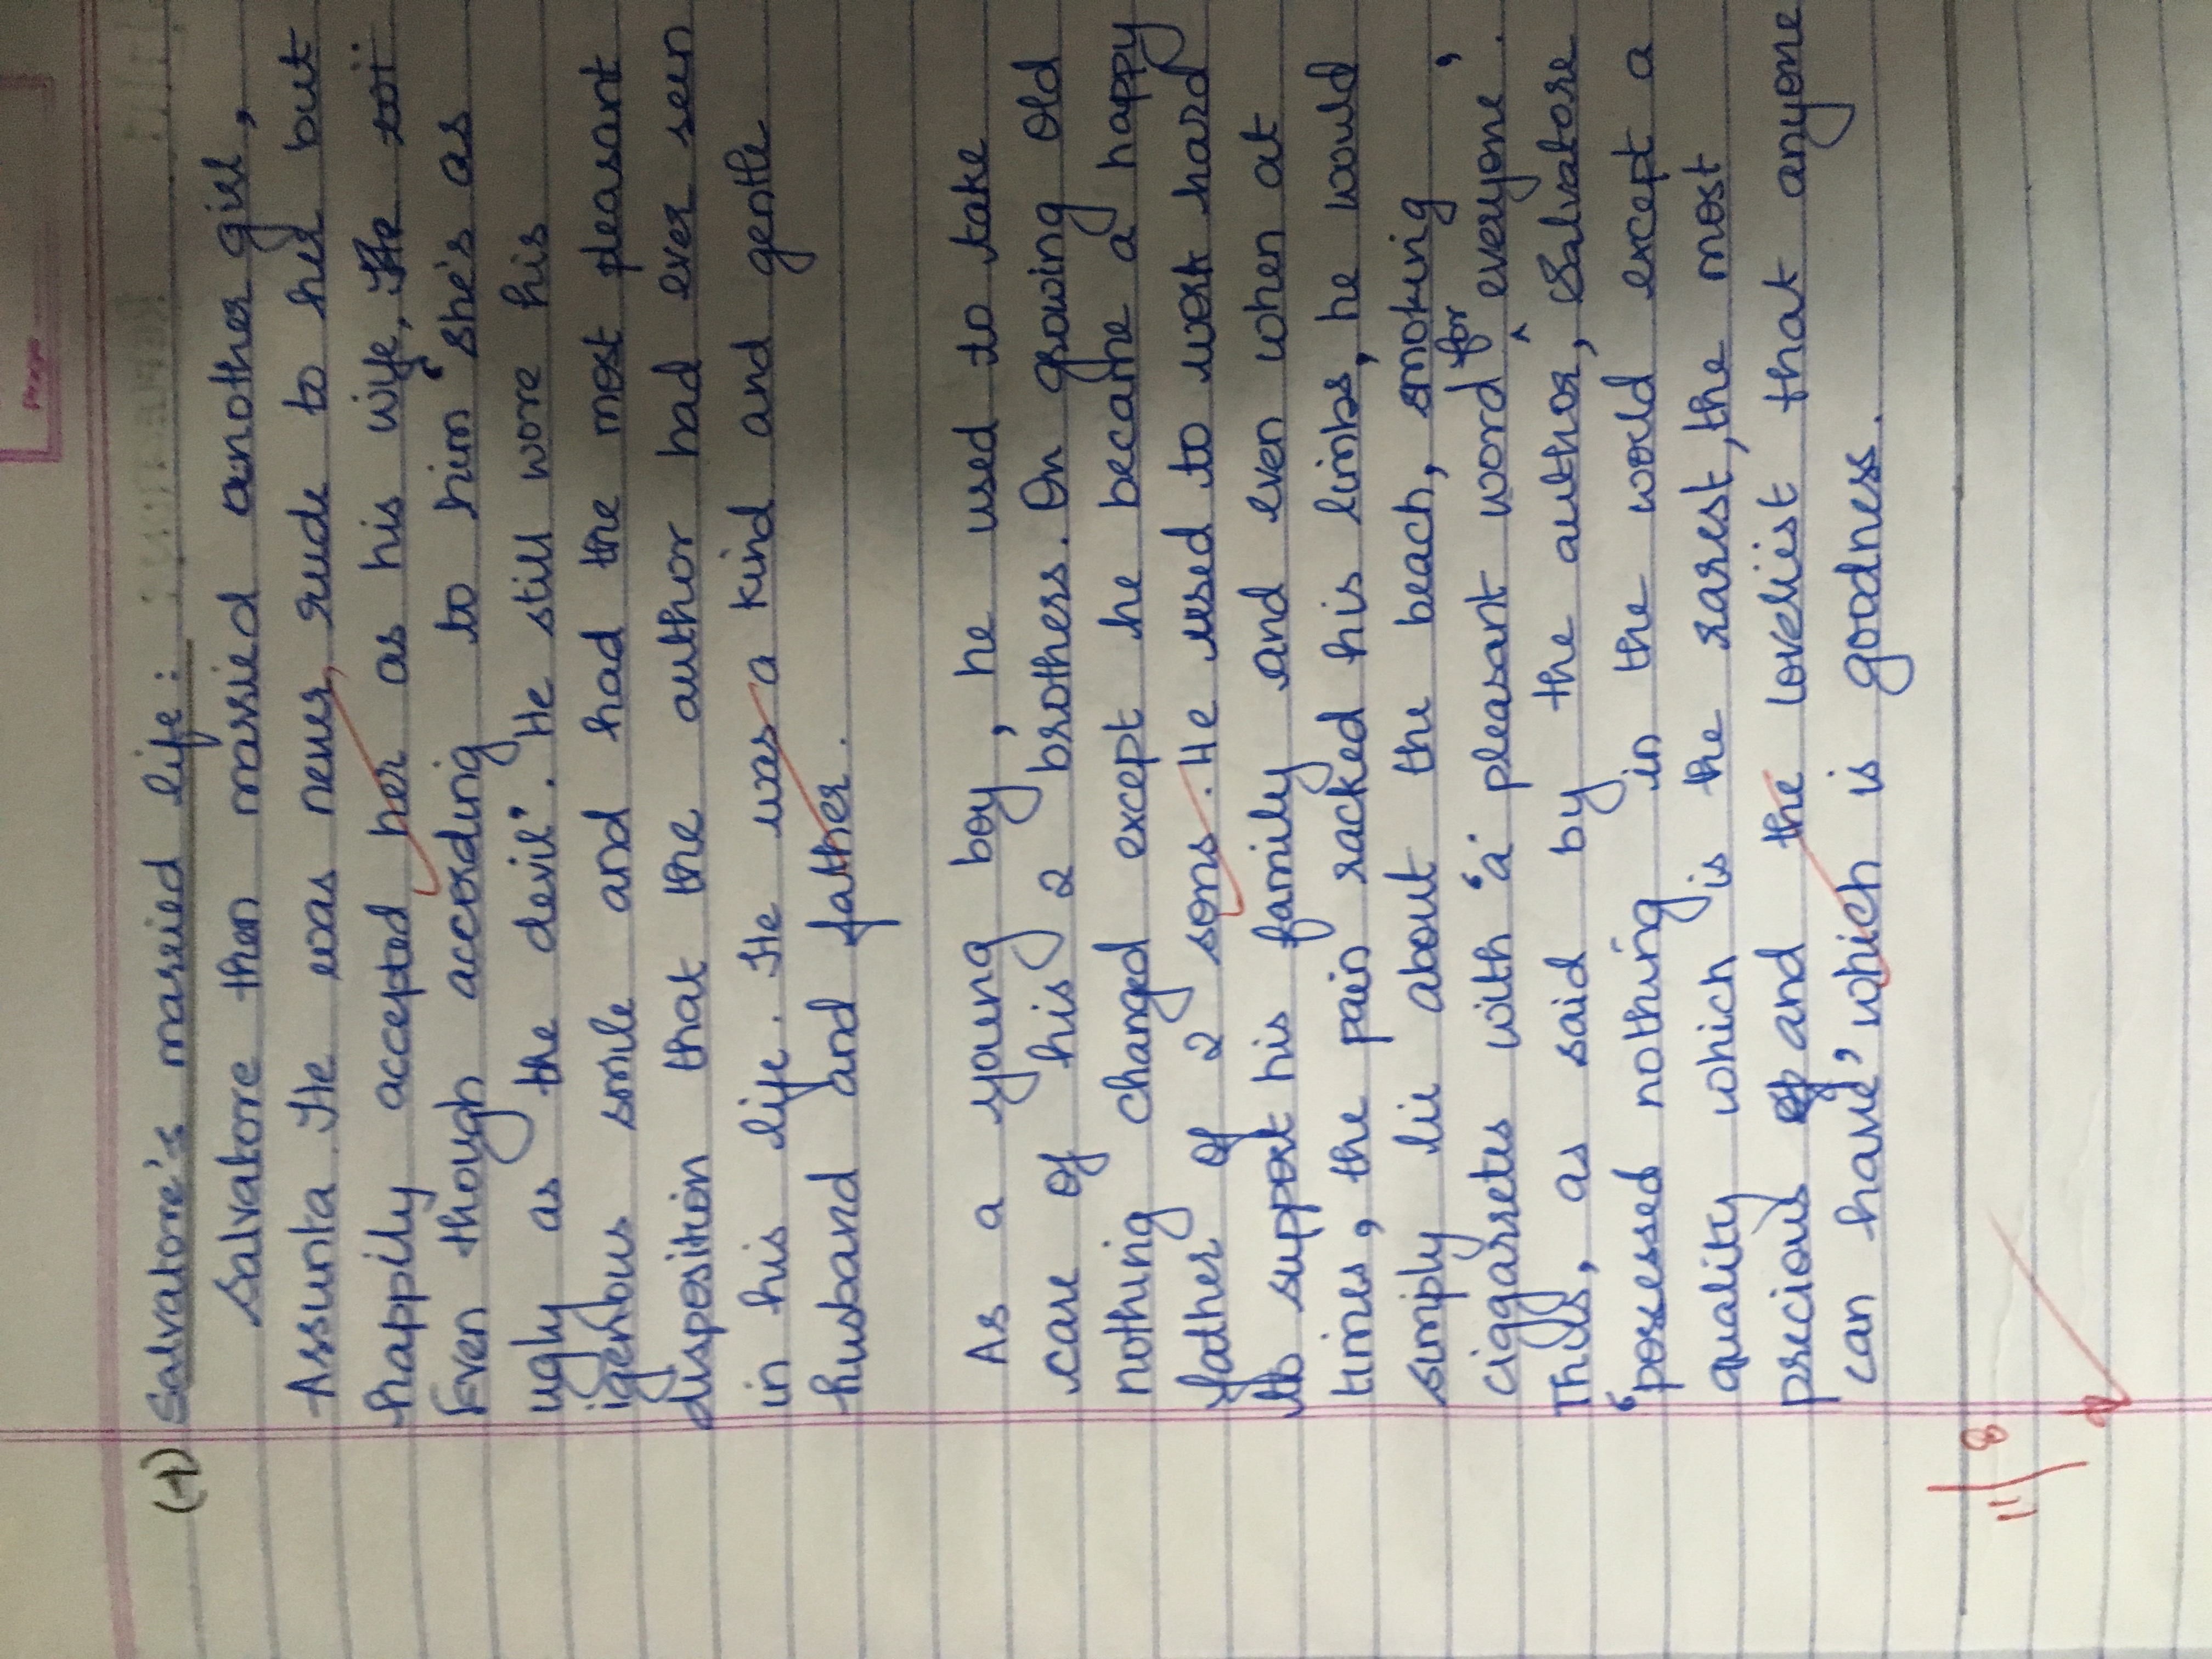 Page
(+) Salvatore's married life :
Salvatore then married another girl,
Assunta. He was never rude to her but
happily accepted her as his wife, He
Even though according to him 'she's as
ugly as the devil'. He still wore his
igenious smile and had the most pleasant
disposition that the author had ever seen
in his life. He was a kind and gentle
husband and father.
As a young boy, he used to take
care of his 2 brothers. On growing old
nothing changed except he became a happy
father of 2 sons. He used to work hard
to support his family and even when at
times, the pain racked his limbs, he would
simply lie about the beach, smoking
ciggarretes with 'a pleasant word for everyone'.
Thus, as said by the author, Salvatore
'possessed nothing in the world except a
quality which is the rarest, the most
precious and the loveliest that anyone
can have' which is goodness.
11/8